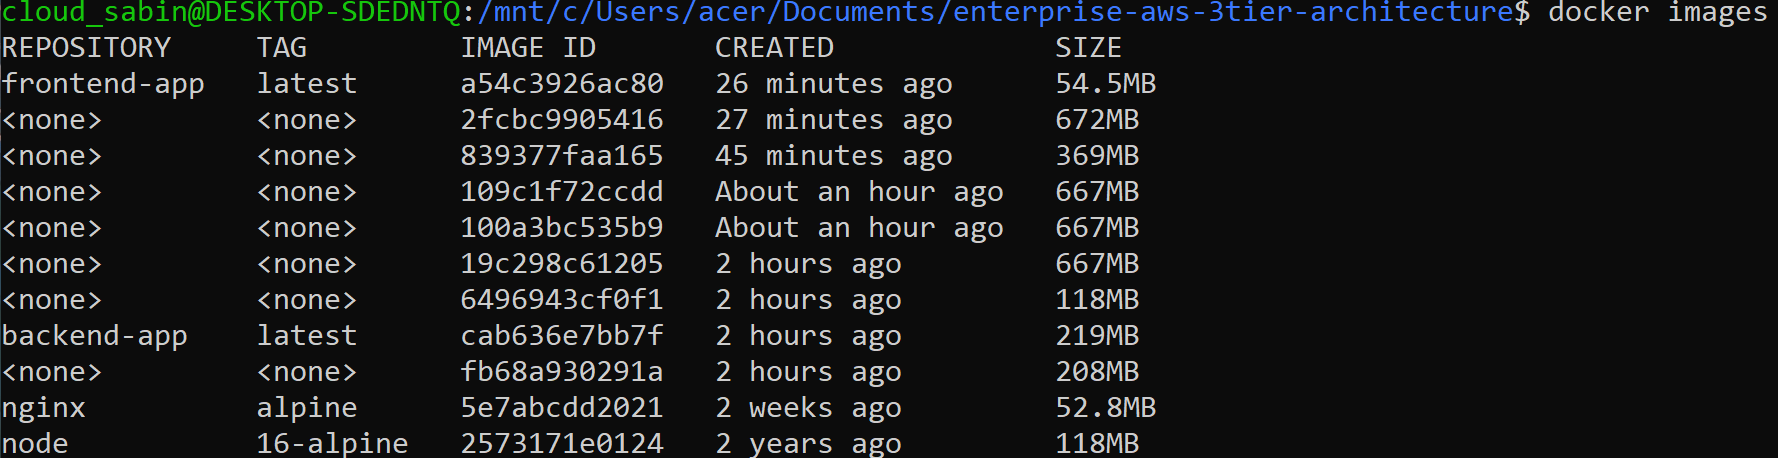 cloud_sabin@DESKTOP-SDEDNTQ:/mnt/c/Users/acer/Documents/enterprise-aws-3tier-architecture$ docker images
REPOSITORY TAG IMAGE ID CREATED SIZE
frontend-app latest a54c3926ac80 26 minutes ago 54.5MB
<none> <none> 2fcbc9905416 27 minutes ago 672MB
<none> <none> 839377faa165 45 minutes ago 369MB
<none> <none> 109c1f72ccdd About an hour ago 667MB
<none> <none> 100a3bc535b9 About an hour ago 667MB
<none> <none> 19c298c61205 2 hours ago 667MB
<none> <none> 6496943cf0f1 2 hours ago 118MB
backend-app latest cab636e7bb7f 2 hours ago 219MB
<none> <none> fb68a930291a 2 hours ago 208MB
nginx alpine 5e7abcdd2021 2 weeks ago 52.8MB
node 16-alpine 2573171e0124 2 years ago 118MB